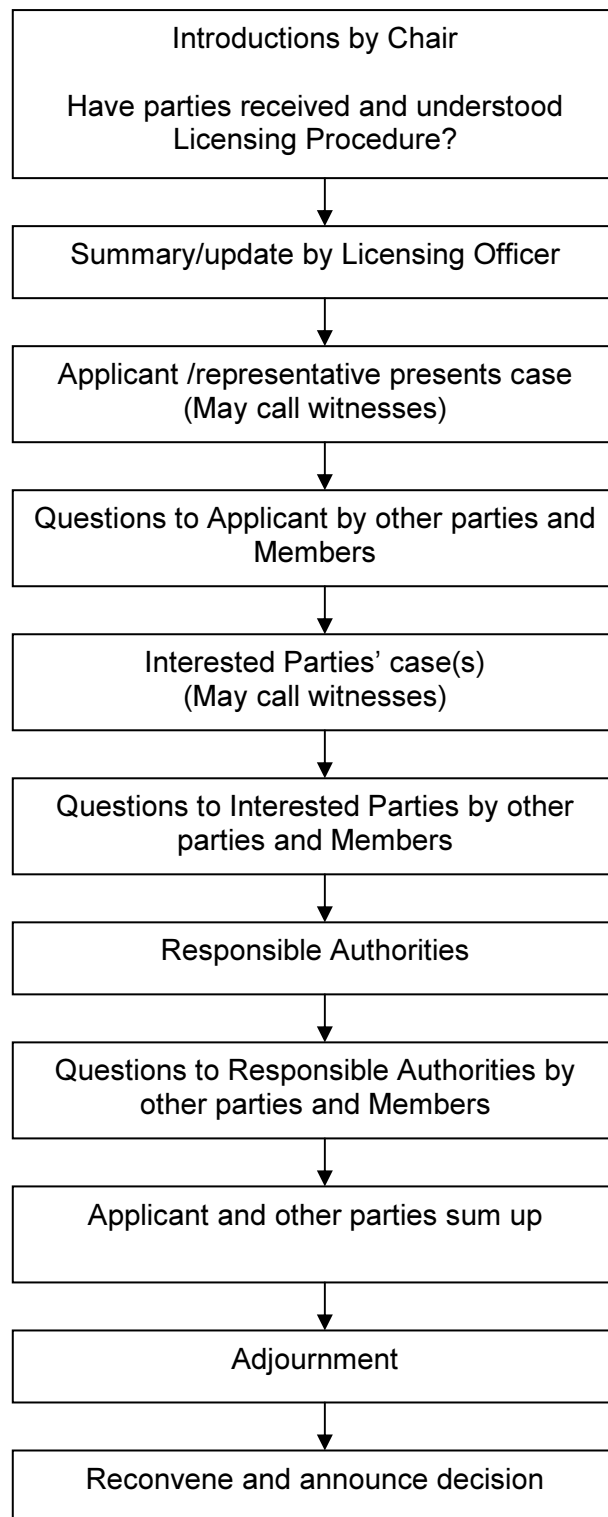 Introductions by Chair
Have parties received and understood
Licensing Procedure?
Summary/update by Licensing Officer
Applicant /representative presents case
(May call witnesses)
Questions to Applicant by other parties and
Members
Interested Parties’ case(s)
(May call witnesses)
Questions to Interested Parties by other
parties and Members
Responsible Authorities
Questions to Responsible Authorities by
other parties and Members
Applicant and other parties sum up
Adjournment
Reconvene and announce decision